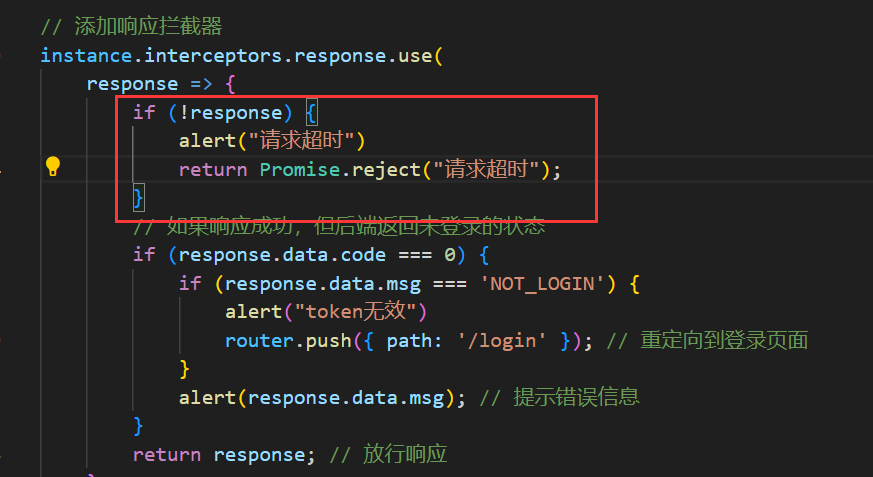 // 添加响应拦截器
instance.interceptors.response.use(
response => {
if (!response) {
alert("请求超时")
return Promise.reject("请求超时");
}
// 如果响应成功，但后端返回未登录的状态
if (response.data.code === 0) {
if (response.data.msg === 'NOT_LOGIN') {
alert("token无效")
router.push({ path: '/login' }); // 重定向到登录页面
}
alert(response.data.msg); // 提示错误信息
}
return response; // 放行响应